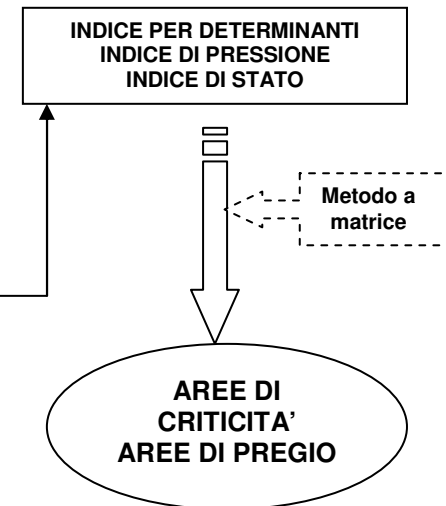 INDICE PER DETERMINANTI
INDICE DI PRESSIONE
INDICE DI STATO
Metodo a
matrice
AREE DI
CRITICITA'
AREE DI PREGIO